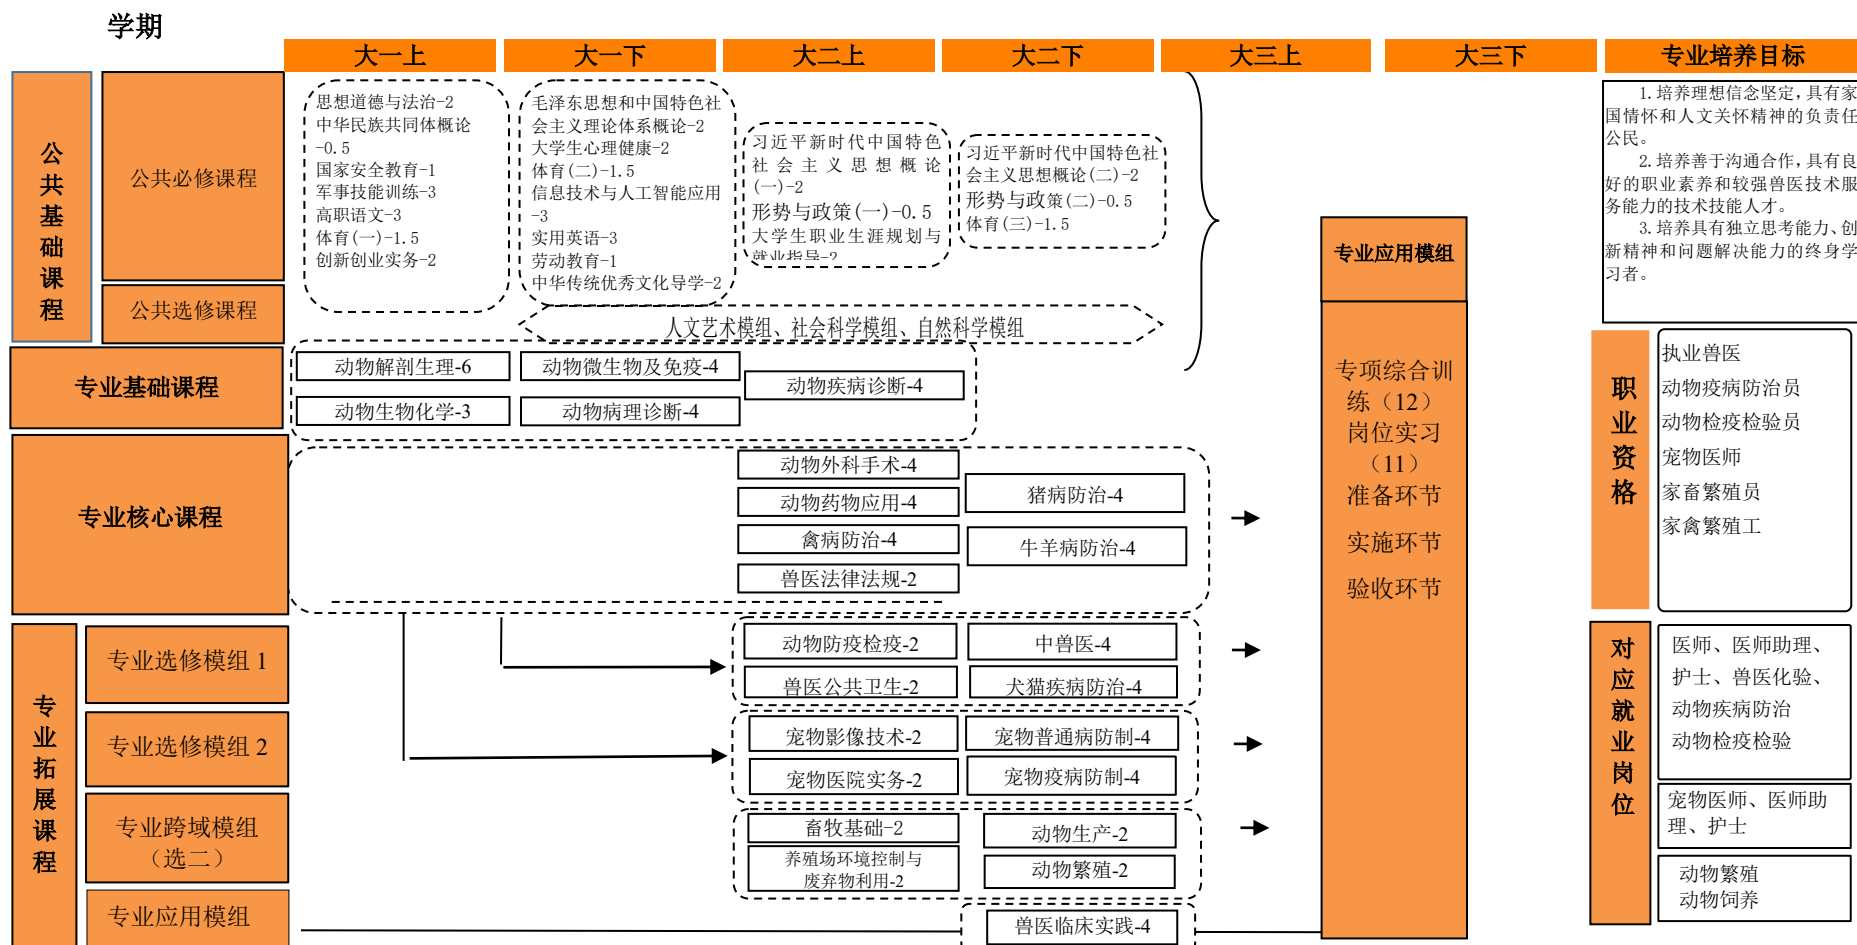 学期
大一上
大一下
大二上
大二下
大三上
大三下
专业培养目标
公共基础课程
公共必修课程
思想道德与法治-2
中华民族共同体概论
-0.5
国家安全教育-1
军事技能训练-3
高职语文-3
体育(一)-1.5
创新创业实务-2
毛泽东思想和中国特色社
会主义理论体系概论-2
大学生心理健康-2
体育(二)-1.5
信息技术与人工智能应用
-3
实用英语-3
劳动教育-1
中华传统优秀文化导学-2
习近平新时代中国特色
社会主义思想概论
(一)-2
形势与政策(一)-0.5
大学生职业生涯规划与
就业指导-2
习近平新时代中国特色社
会主义思想概论(二)-2
形势与政策(二)-0.5
体育(三)-1.5
公共选修课程
人文艺术模组、社会科学模组、自然科学模组
专业基础课程
动物解剖生理-6
动物生物化学-3
动物微生物及免疫-4
动物病理诊断-4
动物疾病诊断-4
专业核心课程
动物外科手术-4
动物药物应用-4
禽病防治-4
兽医法律法规-2
猪病防治-4
牛羊病防治-4
专业拓展课程
专业选修模组 1
动物防疫检疫-2
兽医公共卫生-2
中兽医-4
犬猫疾病防治-4
专业选修模组 2
宠物影像技术-2
宠物医院实务-2
宠物普通病防制-4
宠物疫病防制-4
专业跨域模组
（选二）
畜牧基础-2
养殖场环境控制与
废弃物利用-2
动物生产-2
动物繁殖-2
专业应用模组
兽医临床实践-4
专业应用模组
专项综合训
练（12）
岗位实习
（11）
准备环节
实施环节
验收环节
1.培养理想信念坚定，具有家
国情怀和人文关怀精神的负责任
公民。
2.培养善于沟通合作，具有良
好的职业素养和较强兽医技术服
务能力的技术技能人才。
3.培养具有独立思考能力、创
新精神和问题解决能力的终身学
习者。
职业资格
执业兽医
动物疫病防治员
动物检疫检验员
宠物医师
家畜繁殖员
家禽繁殖工
对应就业岗位
医师、医师助理、
护士、兽医化验、
动物疾病防治
动物检疫检验
宠物医师、医师助
理、护士
动物繁殖
动物饲养